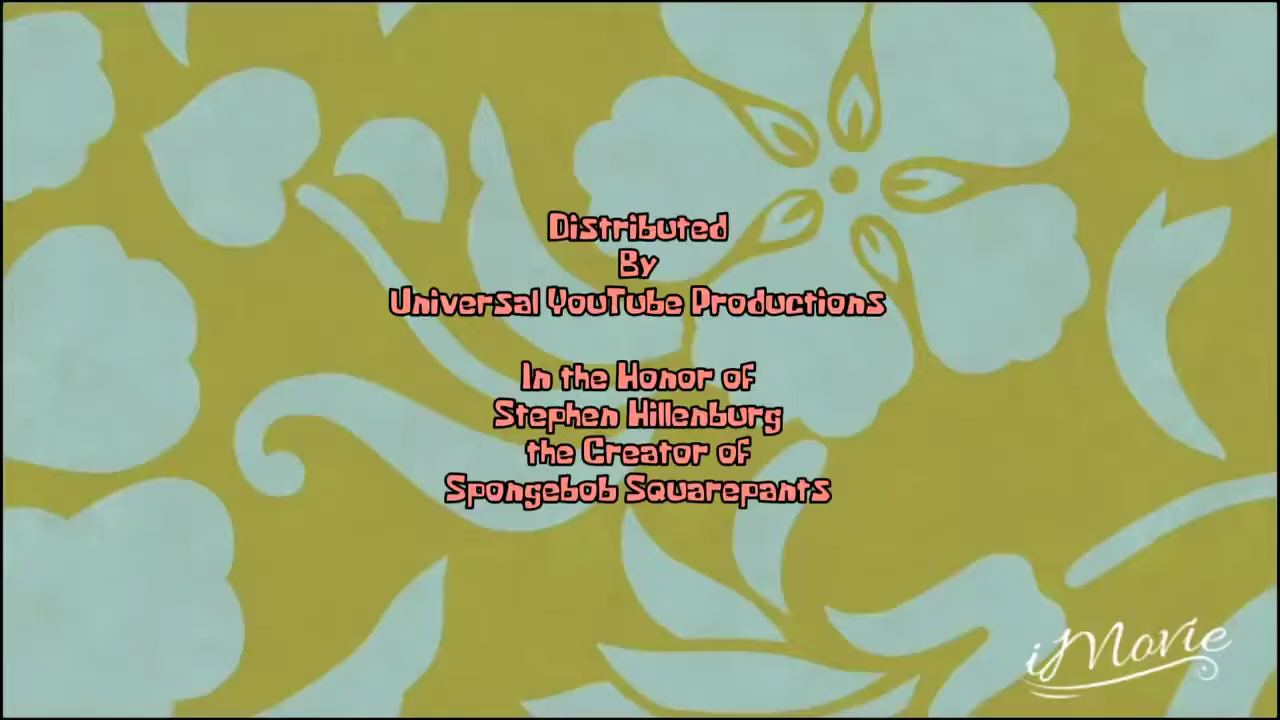 Distributed
By
Universal YouTube Productions
In the Honor of
Stephen Hillenburg
the Creator of
Spongebob Squarepants
iMovie